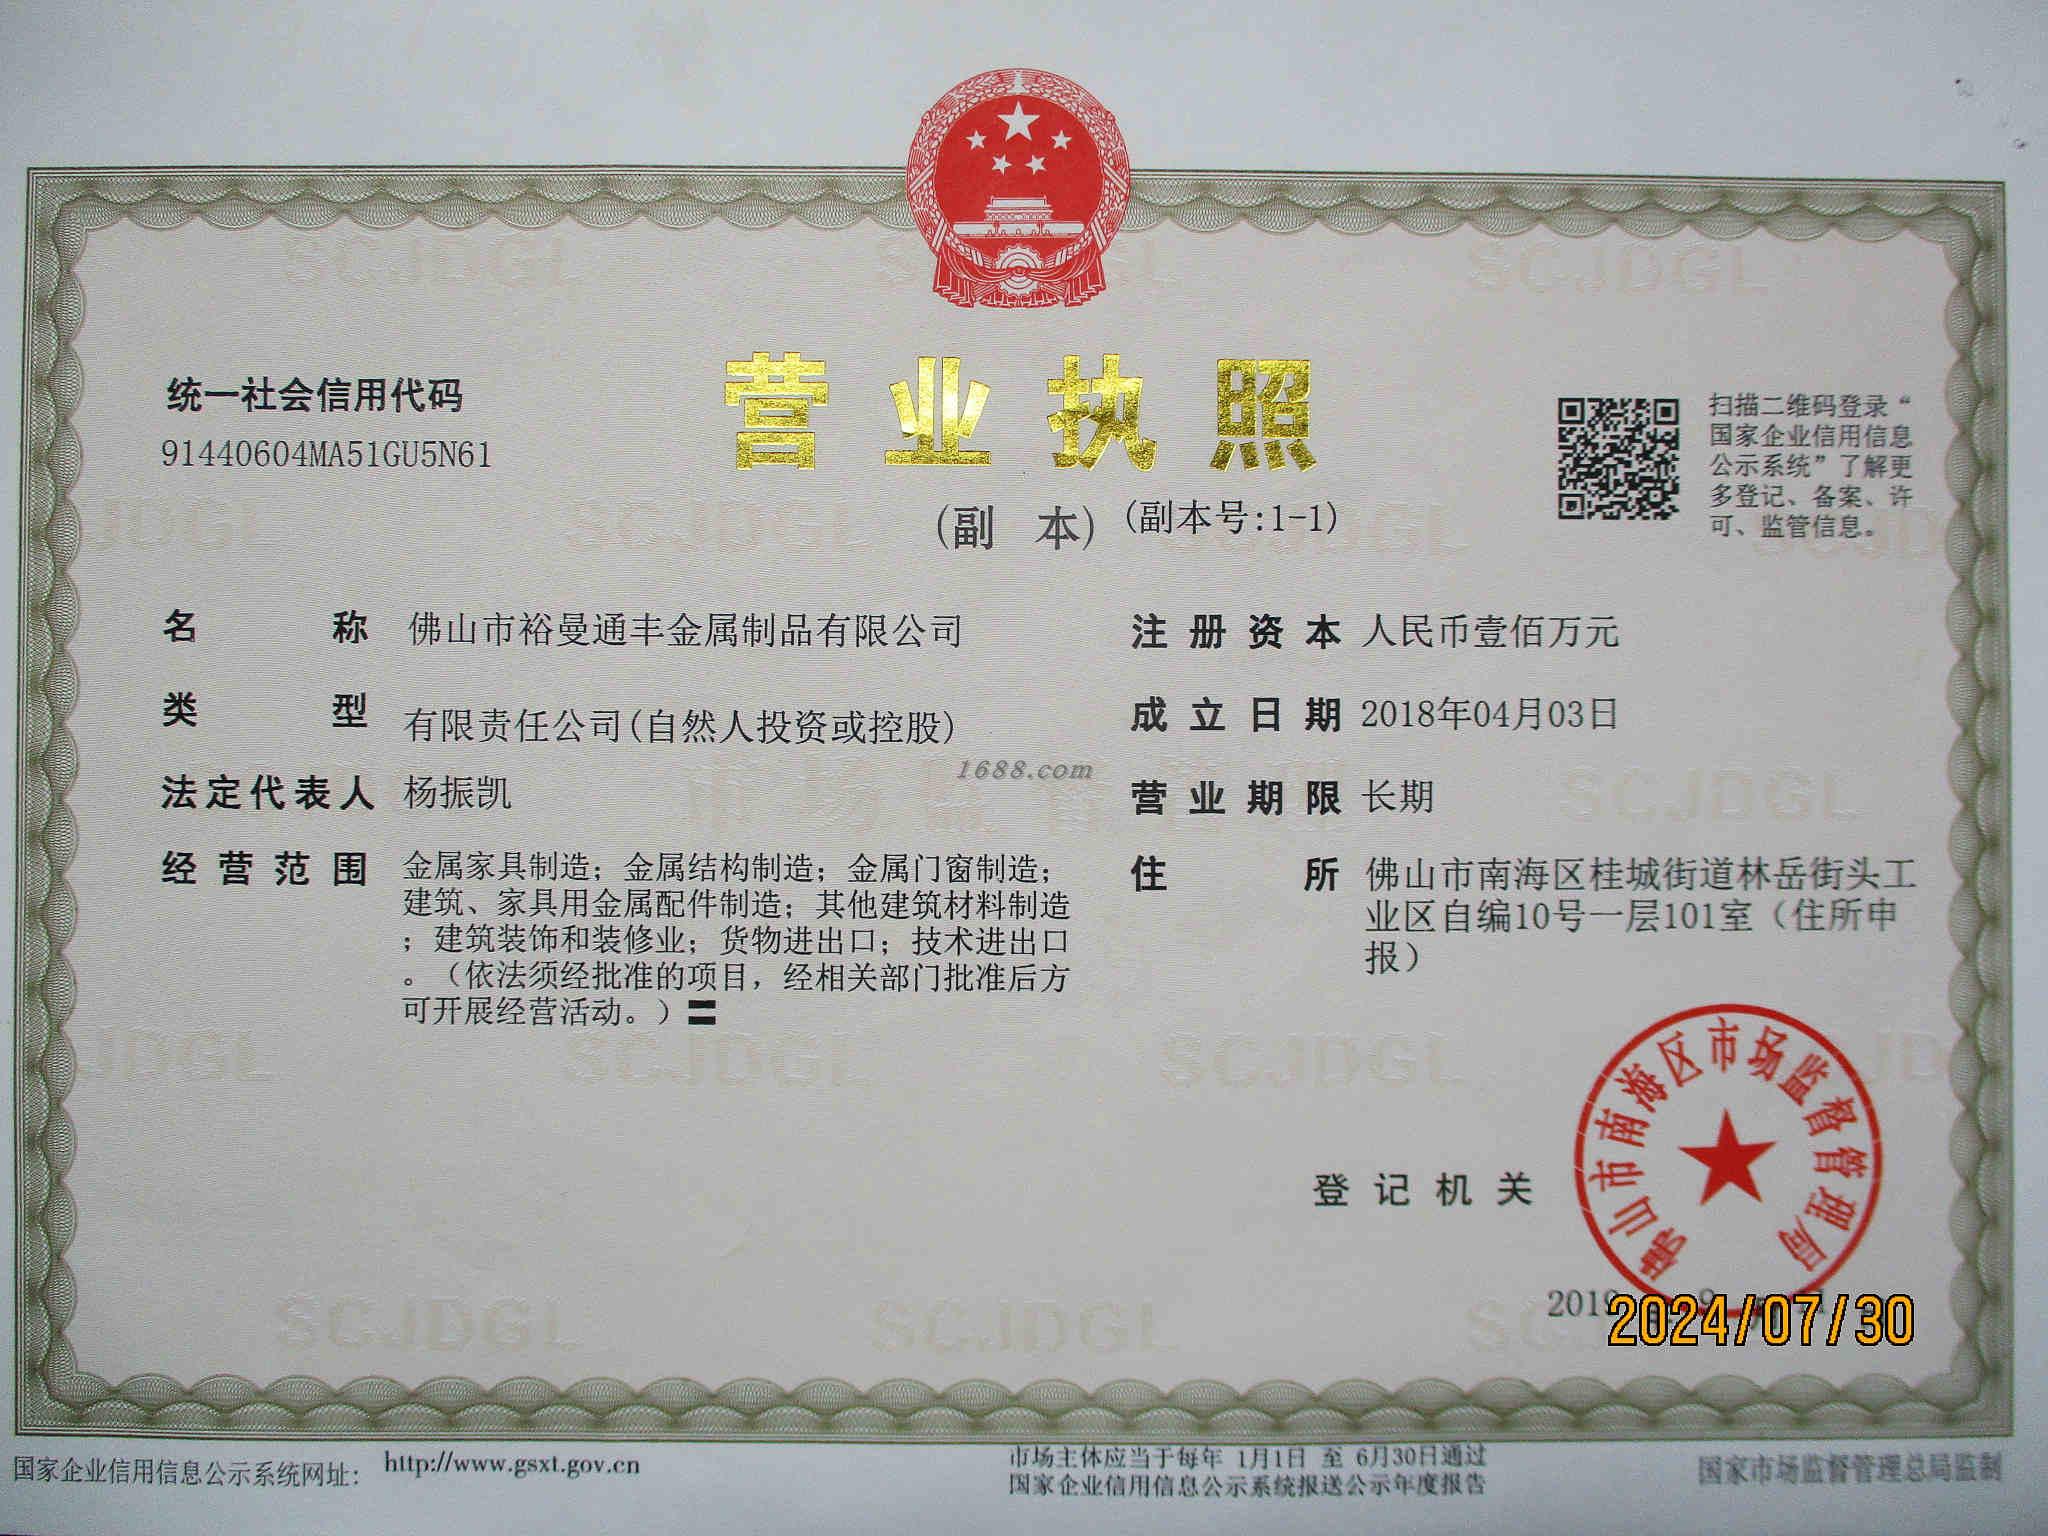 统一社会信用代码
91440604MA51GU5N61
营业执照
(副 本) (副本号:1-1)
扫描二维码登录“
国家企业信用信息
公示系统”了解更
多登记、备案、许
可、监管信息。
名 称 佛山市裕曼通丰金属制品有限公司
类 型 有限责任公司(自然人投资或控股)
法定代表人 杨振凯
经营范围 金属家具制造；金属结构制造；金属门窗制造；
建筑、家具用金属配件制造；其他建筑材料制造
；建筑装饰和装修业；货物进出口；技术进出口
。（依法须经批准的项目，经相关部门批准后方
可开展经营活动。）
注册资本 人民币壹佰万元
成立日期 2018年04月03日
营业期限 长期
住 所 佛山市南海区桂城街道林岳街头工
业区自编10号一层101室（住所申
报）
1688.com
登记机关
佛山市南海区市场监督管理局
2019
2024/07/30
国家企业信用信息公示系统网址: http://www.gsxt.gov.cn
市场主体应当于每年 1月1日 至 6月30日通过
国家企业信用信息公示系统报送公示年度报告
国家市场监督管理总局监制
SCJDGL